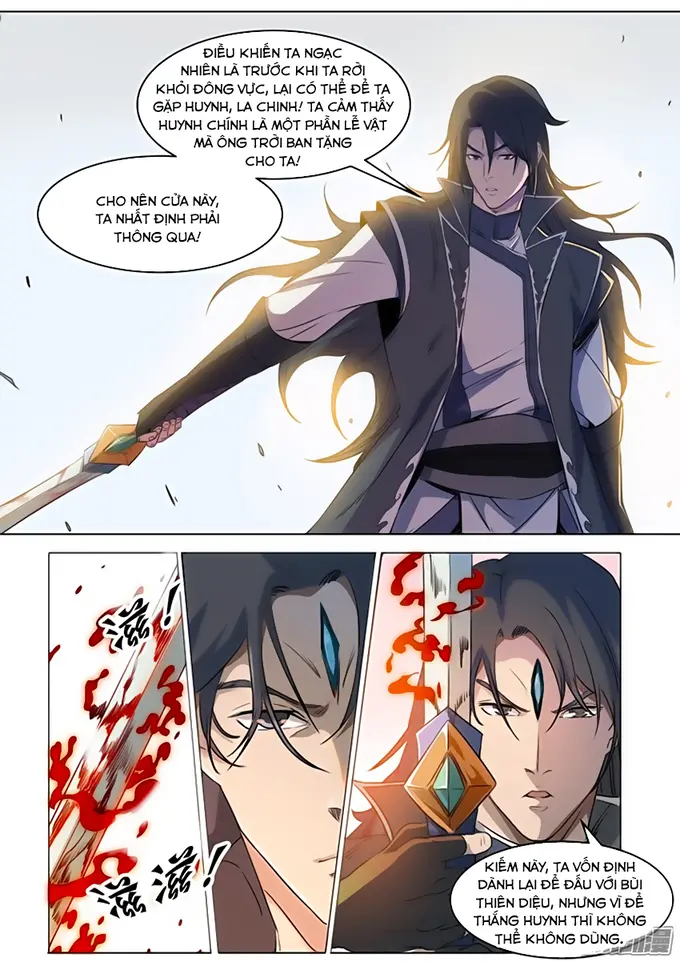 ĐIỀU KHIẾN TA NGẠC
NHIÊN LÀ TRƯỚC KHI TA RỜI
KHỎI ĐÔNG VỰC, LẠI CÓ THỂ ĐỂ TA
GẶP HUYNH, LA CHINH! TA CẢM THẤY
HUYNH CHÍNH LÀ MỘT PHẦN LỄ VẬT
MÀ ÔNG TRỜI BAN TẶNG
CHO TA!
CHO NÊN CỬA NÀY,
TA NHẤT ĐỊNH PHẢI
THÔNG QUA!
滋滋!
滋滋!
KIẾM NÀY, TA VỐN ĐỊNH
DÀNH LẠI ĐỂ ĐẤU VỚI BÙI
THIÊN DIỆU, NHƯNG VÌ ĐỂ
THẮNG HUYNH THÌ KHÔNG
THỂ KHÔNG DÙNG.